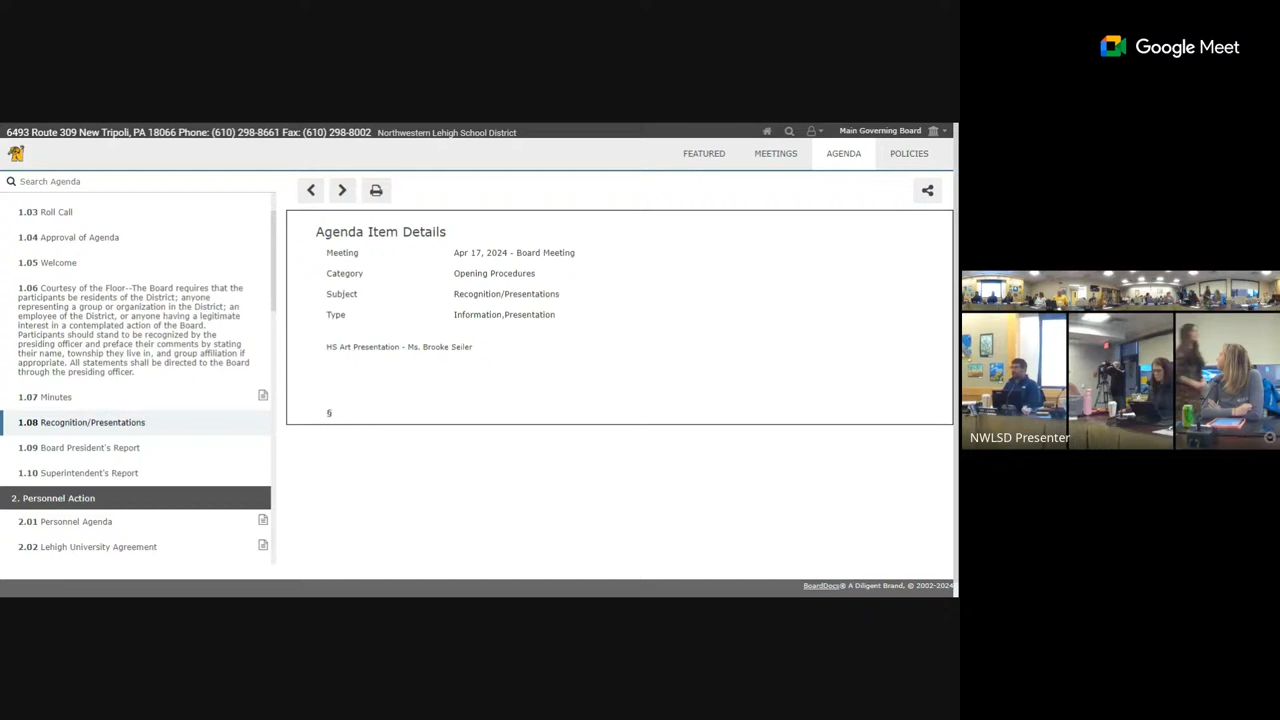 Google Meet
6493 Route 309 New Tripoli, PA 18066 Phone: (610) 298-8661 Fax: (610) 298-8002 Northwestern Lehigh School District
Main Governing Board
FEATURED
MEETINGS
AGENDA
POLICIES
Search Agenda
1.03 Roll Call
1.04 Approval of Agenda
1.05 Welcome
1.06 Courtesy of the Floor--The Board requires that the
participants be residents of the District; anyone
representing a group or organization in the District; an
employee of the District, or anyone having a legitimate
interest in a contemplated action of the Board.
Participants should stand to be recognized by the
presiding officer and preface their comments by stating
their name, township they live in, and group affiliation if
appropriate. All statements shall be directed to the Board
through the presiding officer.
1.07 Minutes
1.08 Recognition/Presentations
1.09 Board President's Report
1.10 Superintendent's Report
2. Personnel Action
2.01 Personnel Agenda
2.02 Lehigh University Agreement
Agenda Item Details
Meeting Apr 17, 2024 - Board Meeting
Category Opening Procedures
Subject Recognition/Presentations
Type Information,Presentation
HS Art Presentation - Ms. Brooke Seiler
§
BoardDocs® A Diligent Brand, © 2002-2024
NWLSD Presenter